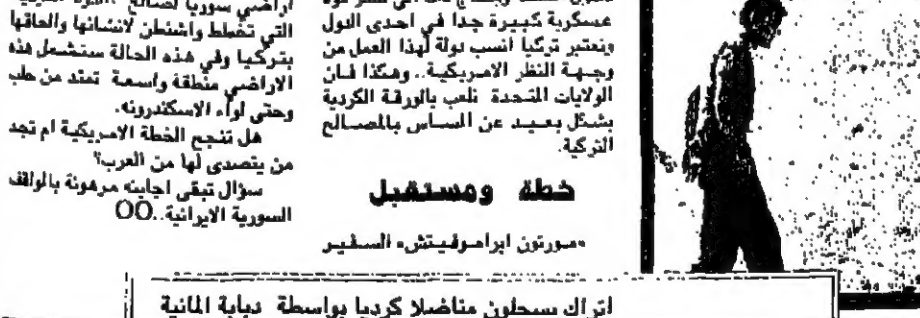 عسكرية كبيرة جدا في احدى الدول
وتعتبر تركيا انسب دولة لهذا العمل من
وجهة النظر الامريكية.. وهكذا فان
الولايات المتحدة تلعب بالورقة الكردية
بشكل بعيد عن المساس بالمصالح
التركية.
خطة ومستقبل
«مورتون ابراموفيتش» السفير
اراضي سوريا لصالح
التي تخطط واشنطن لانشائها والحاقها
بتركيا وفي هذه الحالة ستشمل هذه
الاراضي منطقة واسعة تمتد من حلب
وحتى لواء الاسكندرونه.
هل تنجح الخطة الامريكية ام تجد
من يتصدى لها من العرب؟
سؤال تبقى اجابته مرهونة بالواقف
السورية الايرانية..OO
اتراك يسحلون مناضلا كرديا بواسطة دبابة المانية